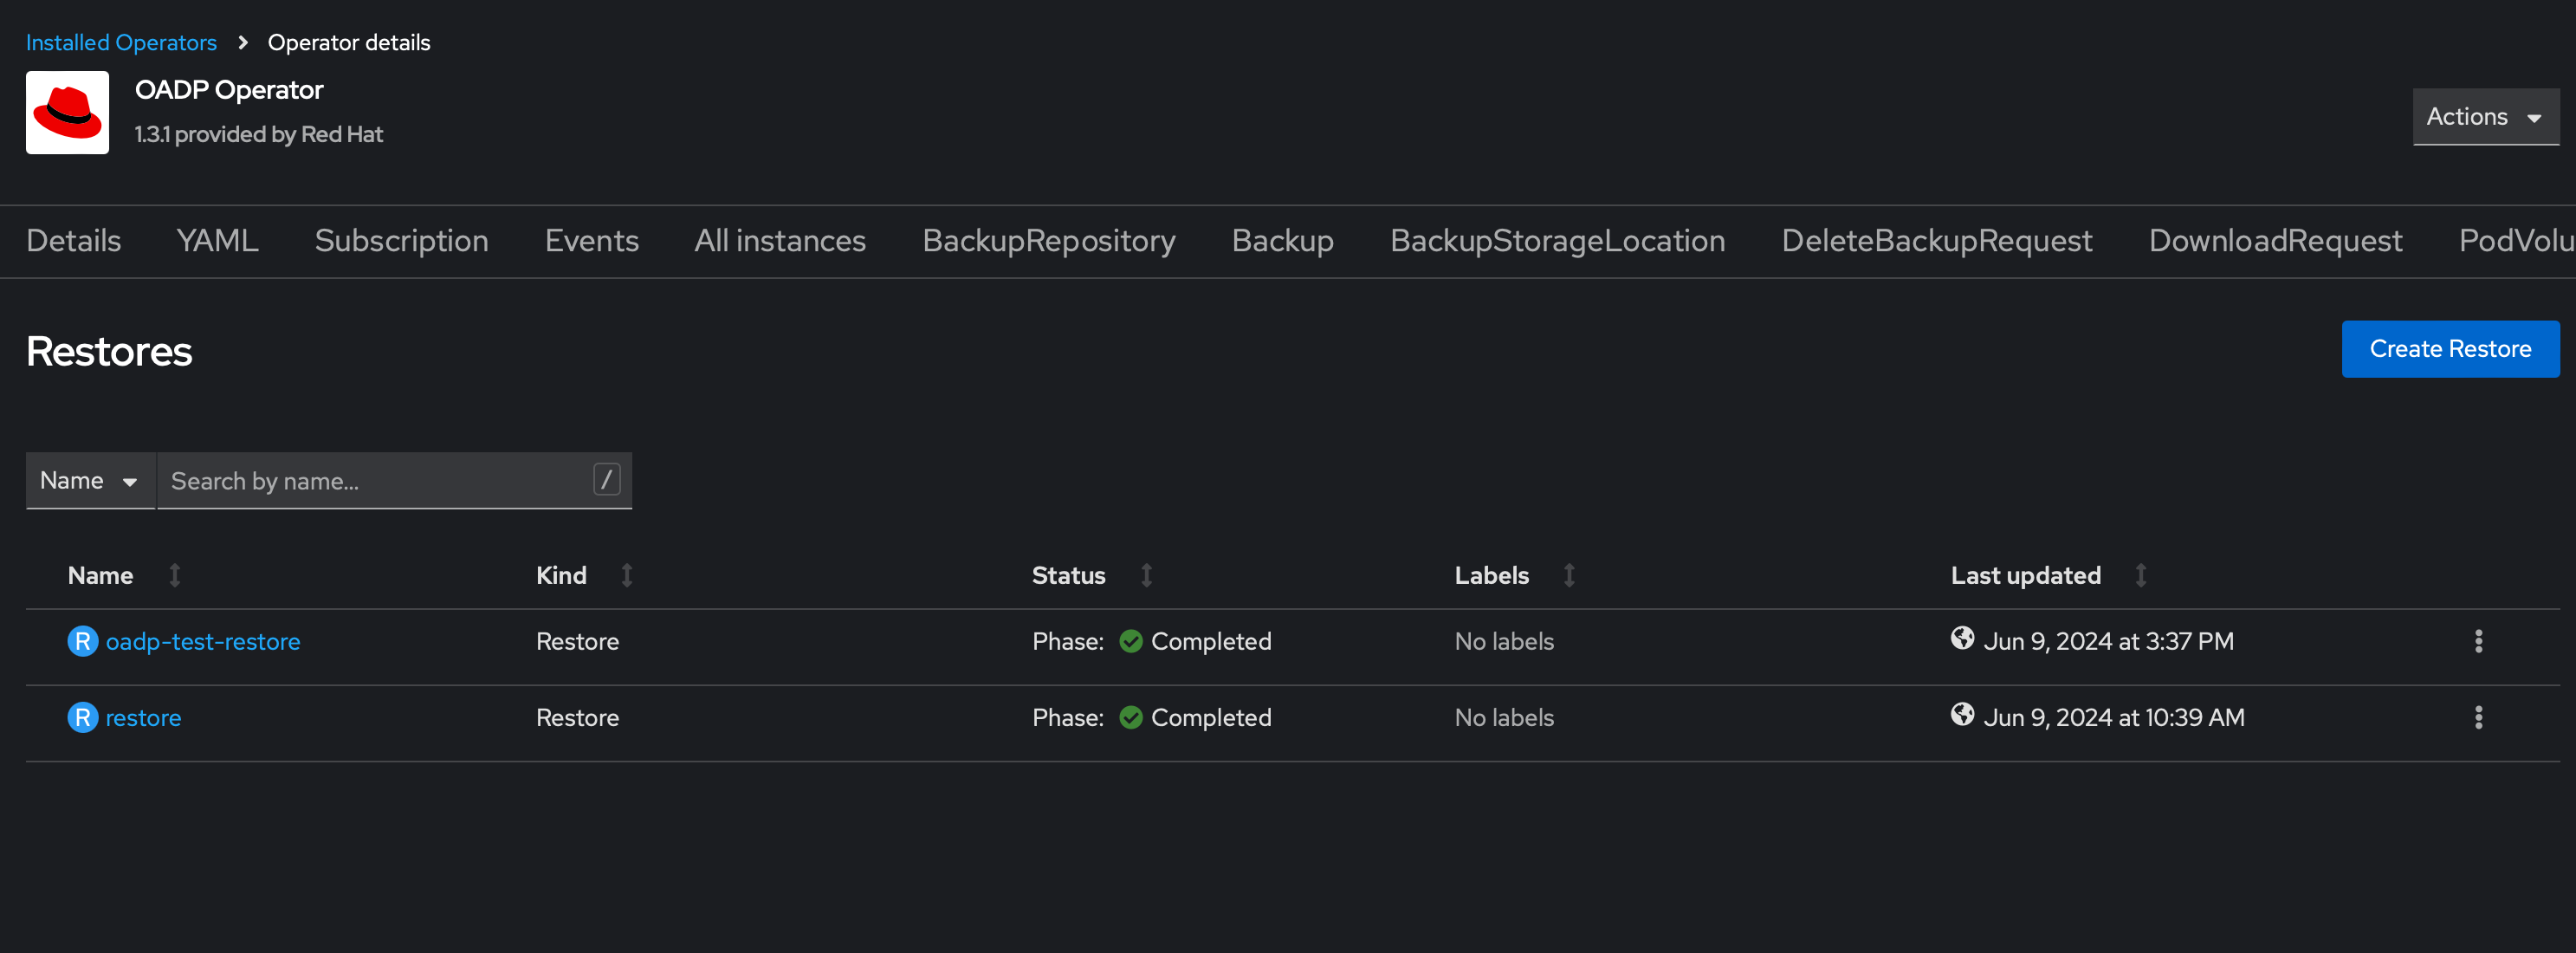 Installed Operators > Operator details
OADP Operator
1.3.1 provided by Red Hat
Actions
Details YAML Subscription Events All instances BackupRepository Backup BackupStorageLocation DeleteBackupRequest DownloadRequest PodVolu
Restores
Create Restore
Name Search by name... /
Name Kind Status Labels Last updated
R oadp-test-restore Restore Phase: Completed No labels Jun 9, 2024 at 3:37 PM
R restore Restore Phase: Completed No labels Jun 9, 2024 at 10:39 AM